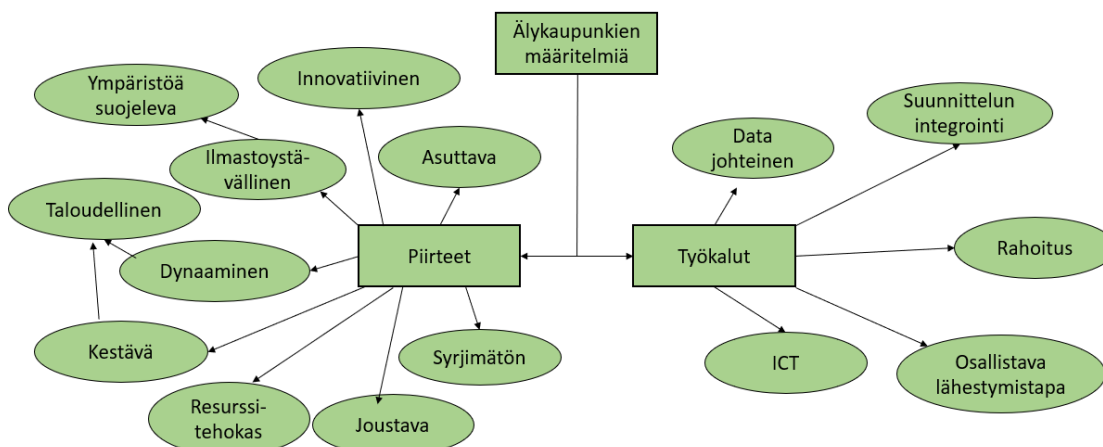 Älykaupunkien
määritelmiä
Ympäristöä
suojeleva
Innovatiivinen
Ilmastoystä-
vällinen
Asuttava
Taloudellinen
Dynaaminen
Piirteet
Kestävä
Resurssi-
tehokas
Joustava
Syrjimätön
Data
johteinen
Suunnittelun
integrointi
Työkalut
Rahoitus
ICT
Osallistava
lähestymistapa